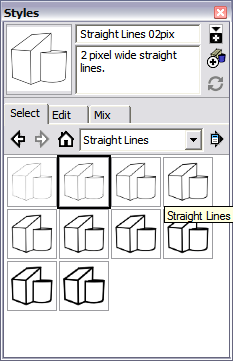 Styles
Straight Lines 02pix
2 pixel wide straight
lines.
Select
Edit
Mix
Straight Lines
Straight Lines